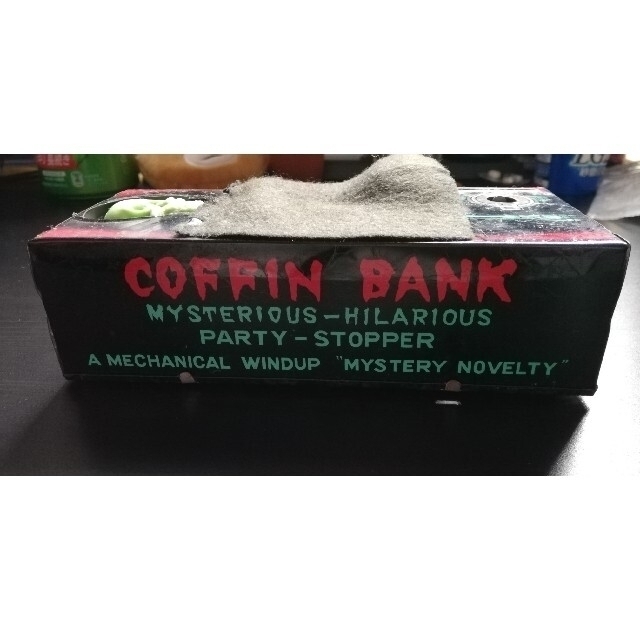 COFFIN BANK
MYSTERIOUS-HILARIOUS
PARTY-STOPPER
A MECHANICAL WINDUP "MYSTERY NOVELTY"